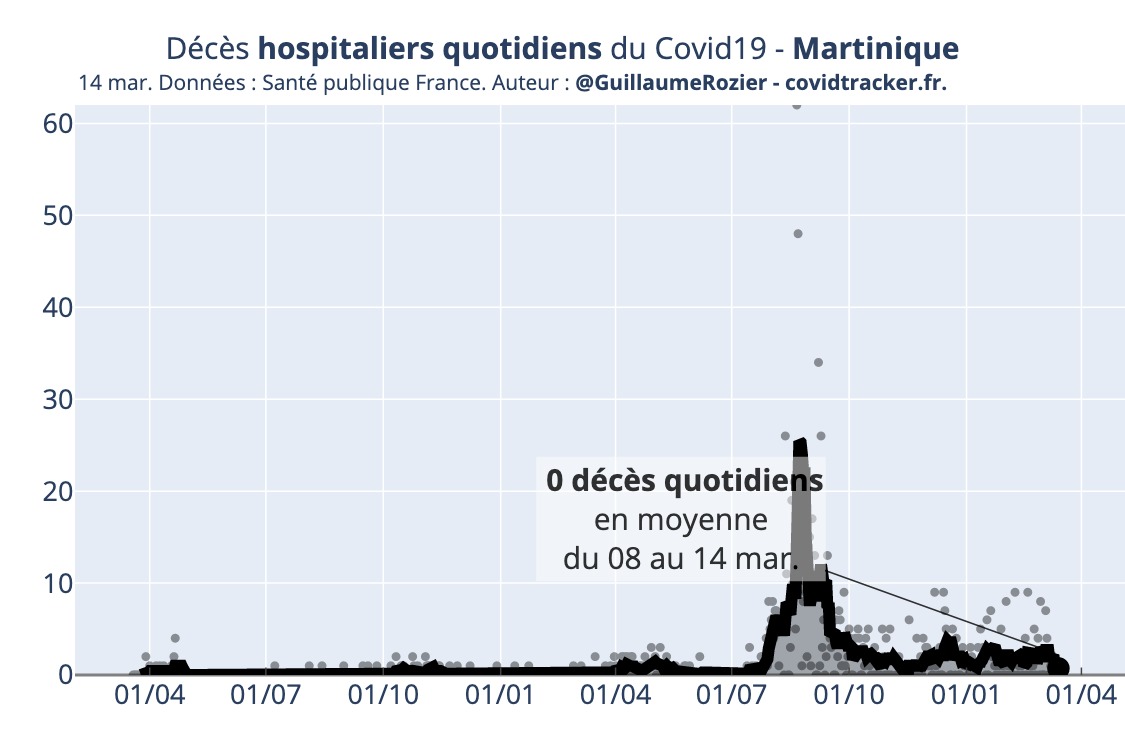 Décès hospitaliers quotidiens du Covid19 - Martinique
14 mar. Données : Santé publique France. Auteur : @GuillaumeRozier - covidtracker.fr.
60
50
40
30
20
10
0
0 décès quotidiens
en moyenne
du 08 au 14 mar.
01/04 01/07 01/10 01/01 01/04 01/07 01/10 01/01 01/04